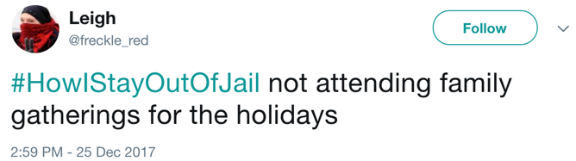 Leigh
@freckle_red
Follow
#HowIStayOutOfJail not attending family
gatherings for the holidays
2:59 PM - 25 Dec 2017